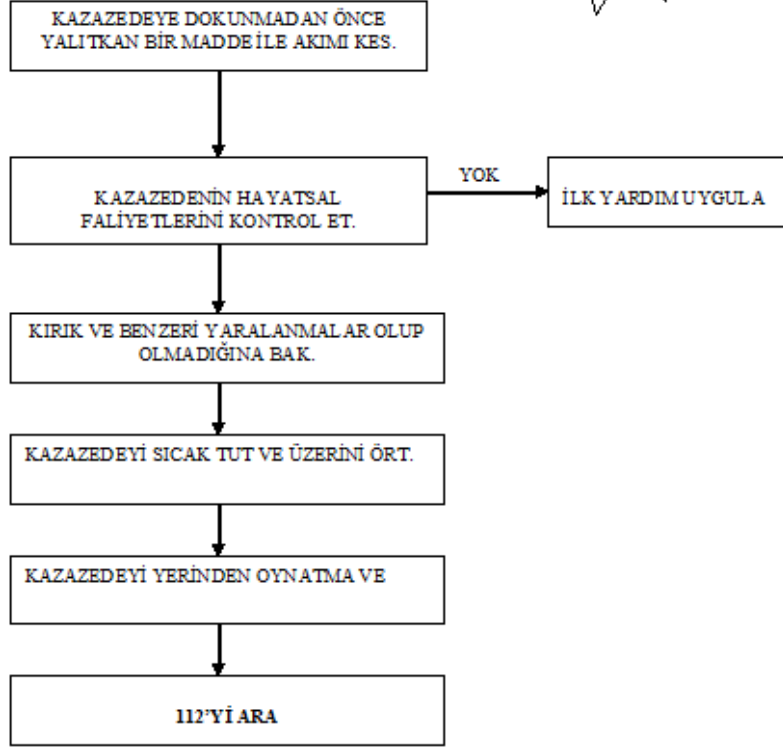 KAZAZEDEYE DOKUNMADAN ÖNCE
YALITKAN BİR MADDE İLE AKIMI KES.
KAZAZEDENİN HAYATSAL
FALİYETLERİNİ KONTROL ET.
YOK
İLK YARDIM UYGULA
KIRIK VE BENZERİ YARALANMALAR OLUP
OLMADIĞINA BAK.
KAZAZEDEYİ SICAK TUT VE ÜZERİNİ ÖRT.
KAZAZEDEYİ YERİNDEN OYNATMA VE
112'Yİ ARA